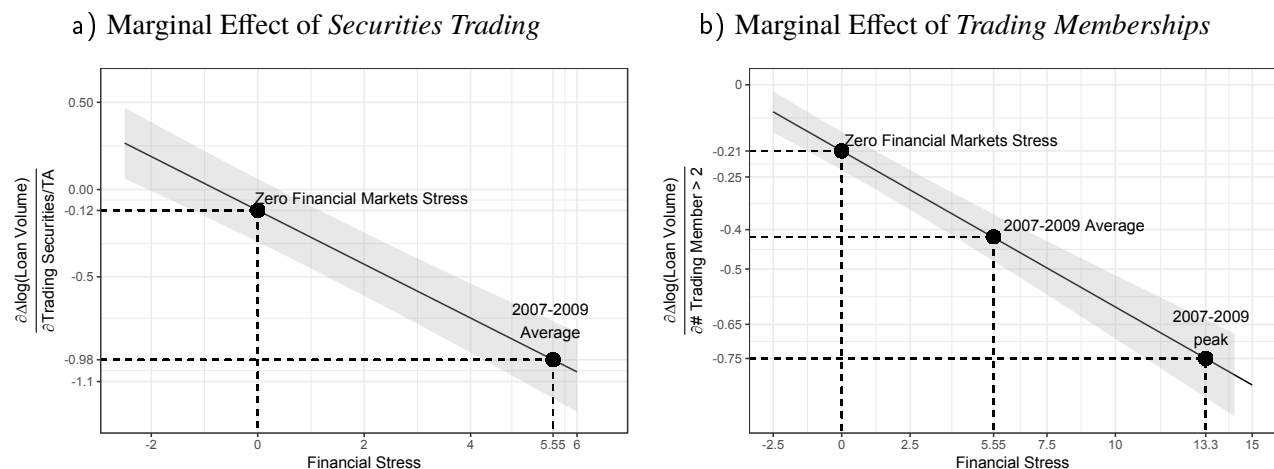 a) Marginal Effect of Securities Trading
∂Δlog(Loan Volume)
∂Trading Securities/TA
0.50
0.00
-0.12
-0.5
-0.98
-1.1
Zero Financial Markets Stress
2007-2009
Average
-2
0
2
4
5.55
6
Financial Stress
b) Marginal Effect of Trading Memberships
∂Δlog(Loan Volume)
∂# Trading Member > 2
0
-0.21
-0.25
-0.4
-0.5
-0.65
-0.75
Zero Financial Markets Stress
2007-2009 Average
2007-2009
peak
-2.5
0
2.5
5.55
7.5
10
13.3
15
Financial Stress